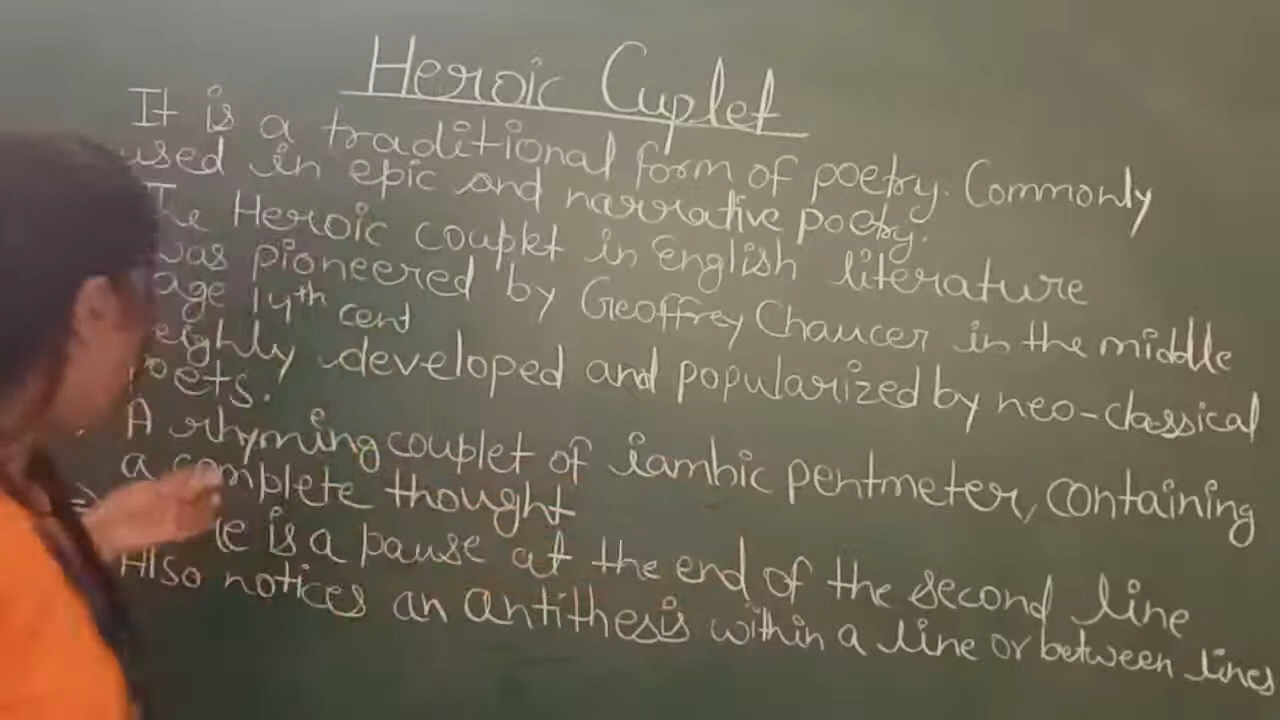 Heroic Cuplet
It is a traditional form of poetry. Commonly
used in epic and narrative poetry.
The Heroic couplet in English literature
was pioneered by Geoffrey Chaucer in the middle
age 14th cent
eighly developed and popularized by neo-classical
poets.
A rhyming couplet of iambic pentmeter, containing
a complete thought
is a pause at the end of the second line
Also notices an antithesis within a line or between lines